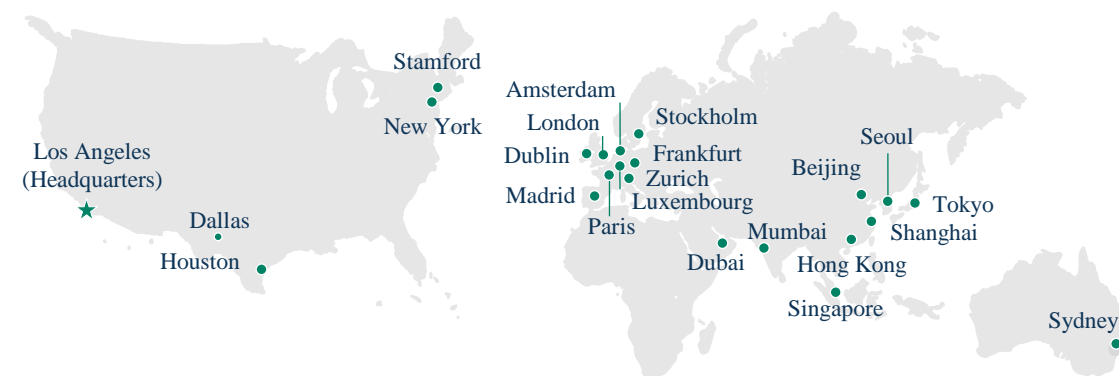 Stamford
New York
Los Angeles
(Headquarters)
Dallas
Houston
Amsterdam
London
Stockholm
Dublin
Frankfurt
Zurich
Madrid
Luxembourg
Paris
Seoul
Beijing
Tokyo
Shanghai
Mumbai
Dubai
Hong Kong
Singapore
Sydney